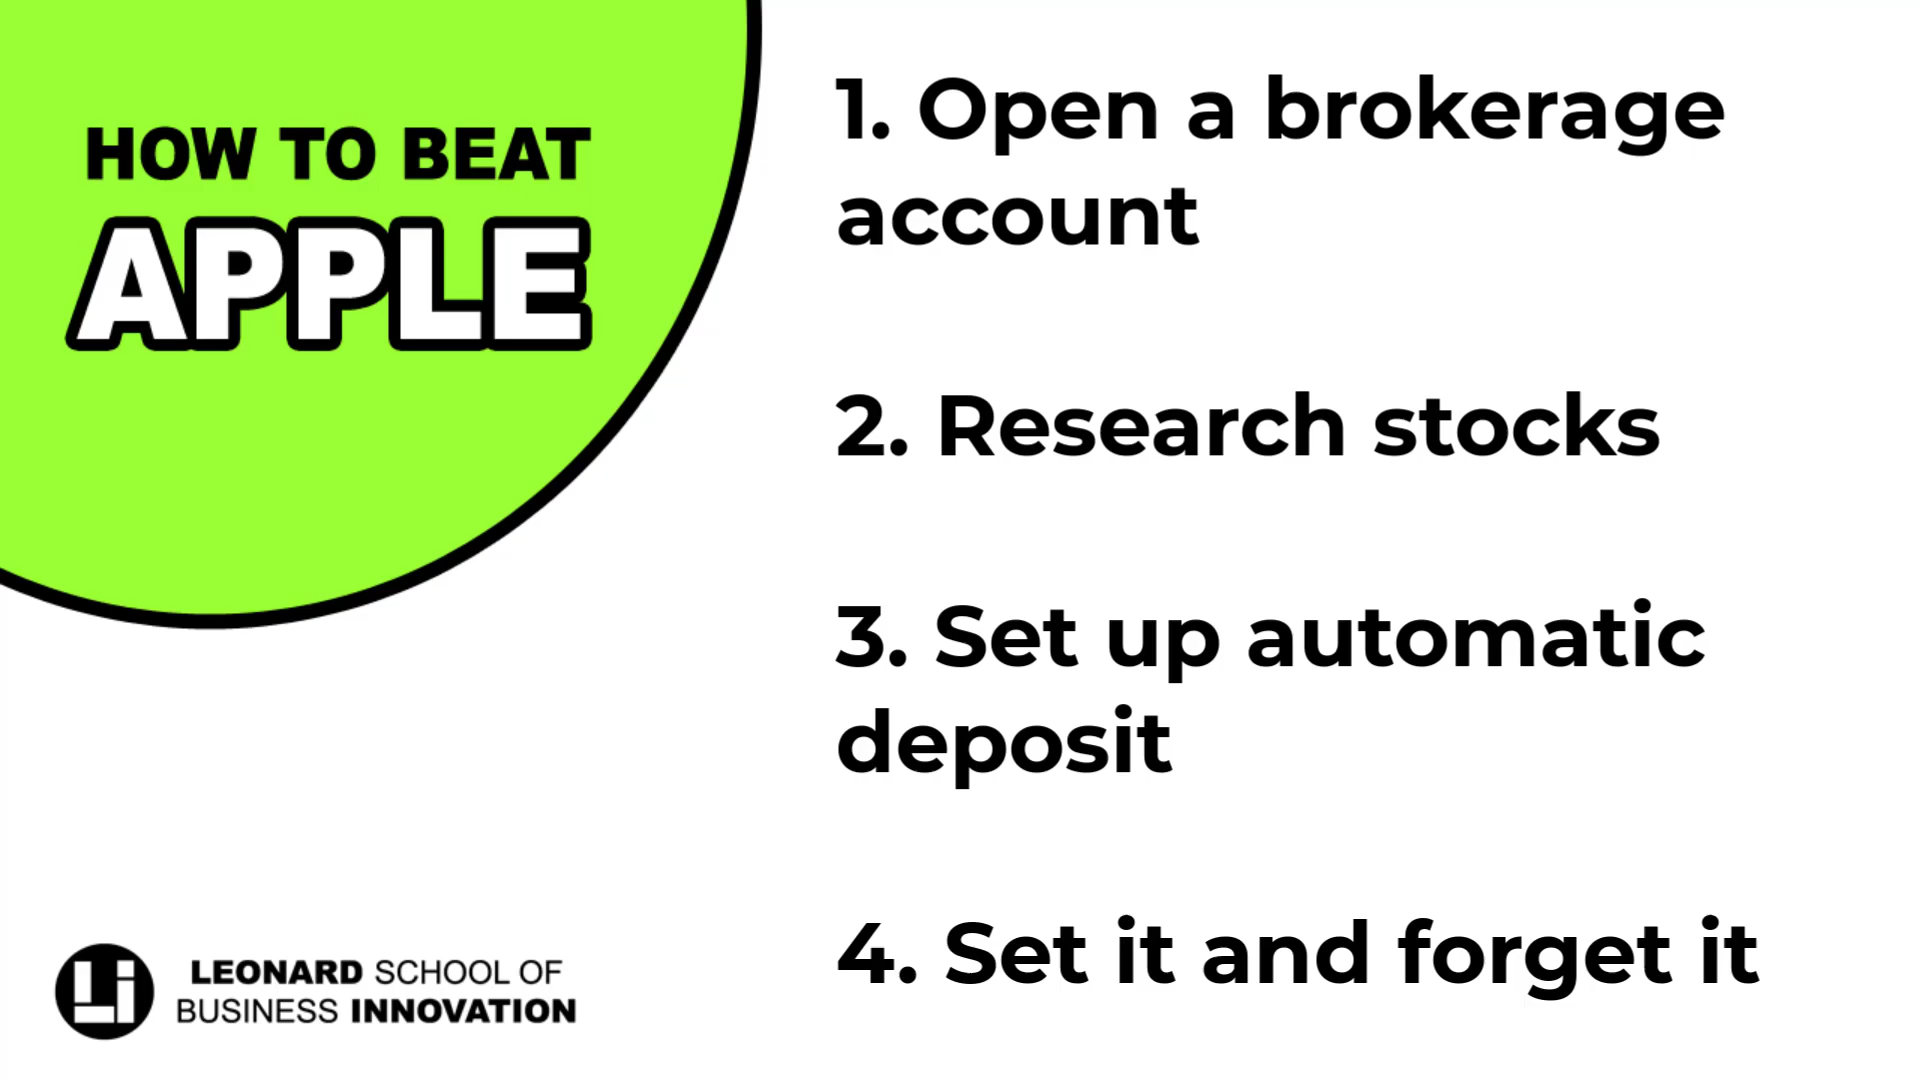 HOW TO BEAT
APPLE
1. Open a brokerage
account
2. Research stocks
3. Set up automatic
deposit
4. Set it and forget it
LEONARD SCHOOL OF
BUSINESS INNOVATION